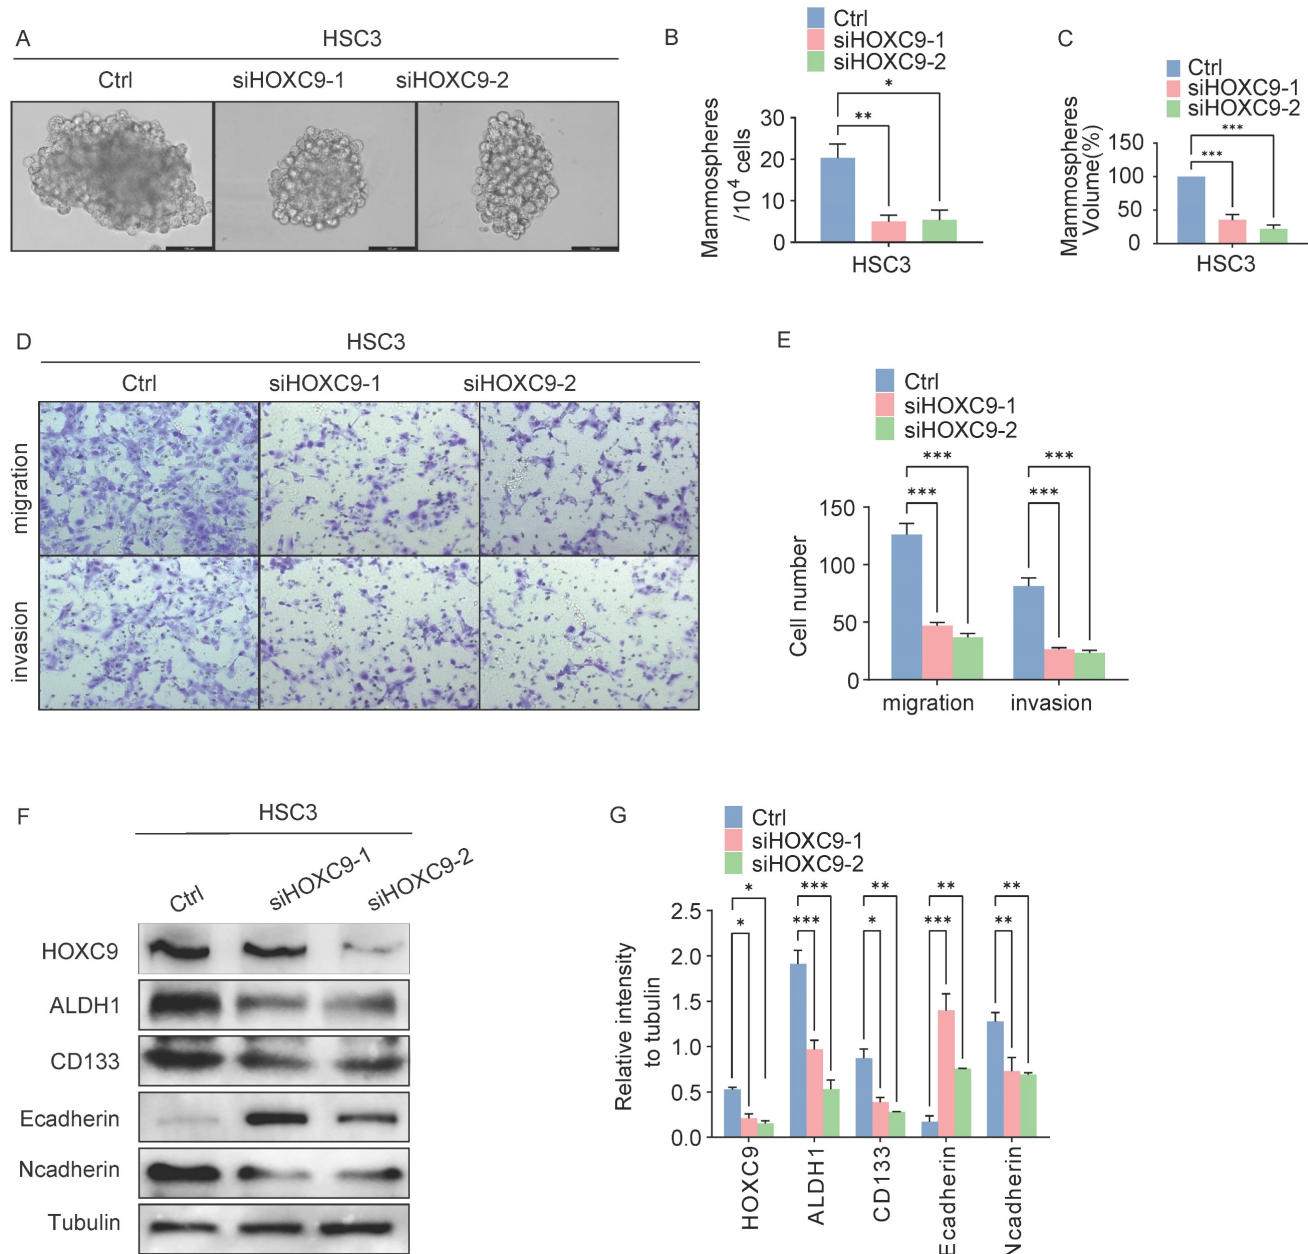 A
HSC3
Ctrl
siHOXC9-1
siHOXC9-2
B
Ctrl
siHOXC9-1
siHOXC9-2
Mammospheres
/10⁴ cells
30
20
10
0
**
*
HSC3
C
Ctrl
siHOXC9-1
siHOXC9-2
Mammospheres
Volume(%)
150
100
50
0
***
***
HSC3
D
HSC3
Ctrl
siHOXC9-1
siHOXC9-2
migration
invasion
E
Ctrl
siHOXC9-1
siHOXC9-2
Cell number
150
100
50
0
***
***
***
***
migration
invasion
F
HSC3
Ctrl
siHOXC9-1
siHOXC9-2
HOXC9
ALDH1
CD133
Ecadherin
Ncadherin
Tubulin
G
Ctrl
siHOXC9-1
siHOXC9-2
Relative intensity
to tubulin
2.5
2.0
1.5
1.0
0.5
0.0
*
*
***
***
**
*
**
***
**
**
HOXC9
ALDH1
CD133
Ecadherin
Ncadherin